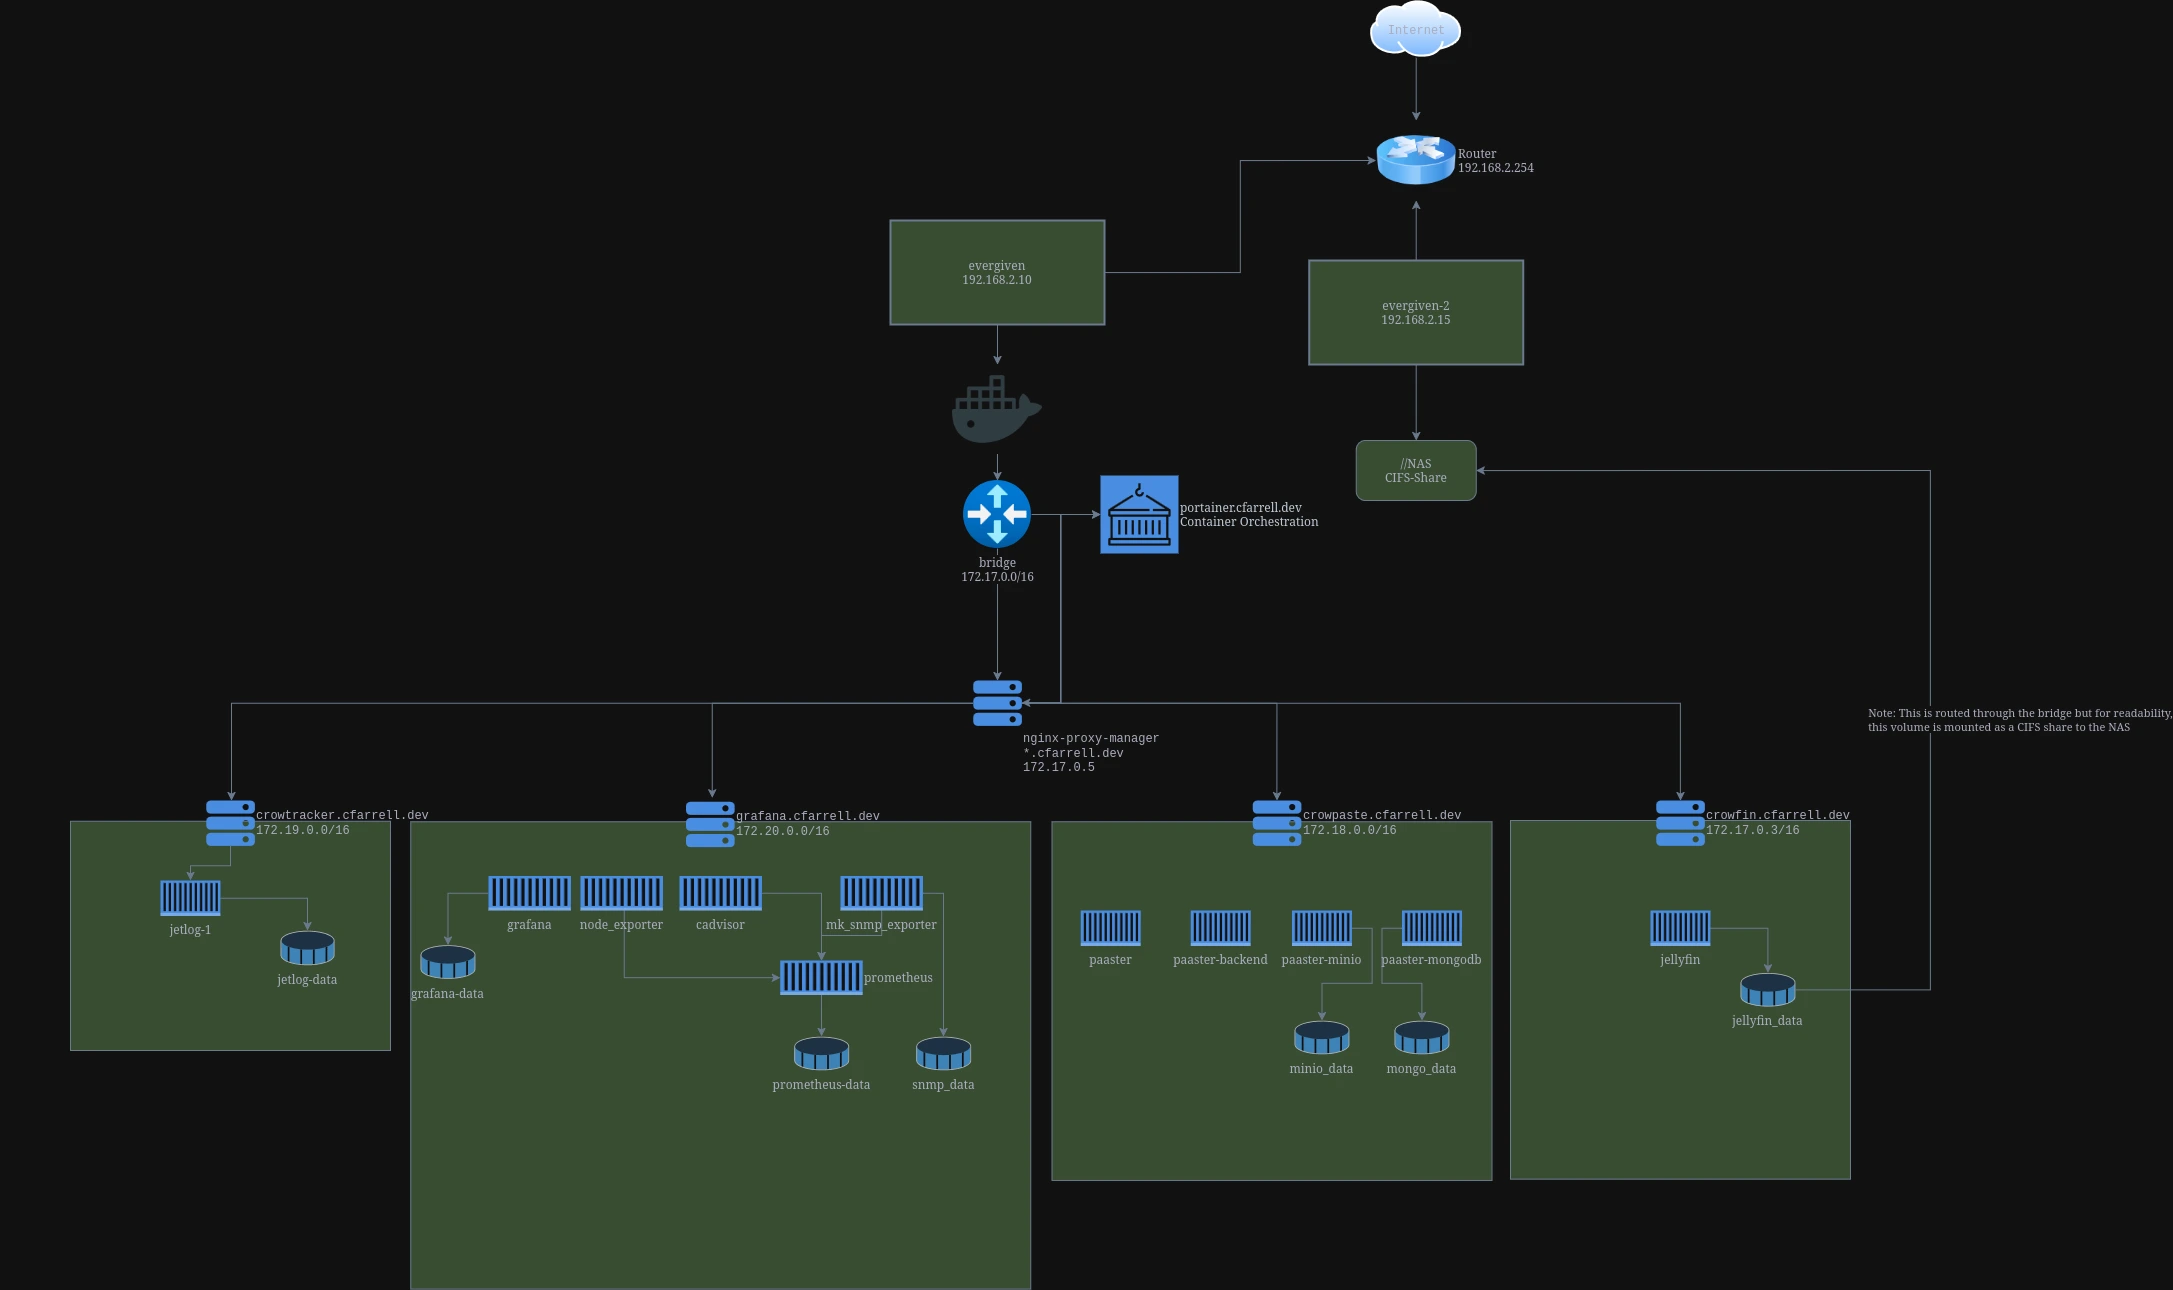 Internet
Router
192.168.2.254
evergiven
192.168.2.10
evergiven-2
192.168.2.15
//NAS
CIFS-Share
portainer.cfarrell.dev
Container Orchestration
bridge
172.17.0.0/16
Note: This is routed through the bridge but for readability,
this volume is mounted as a CIFS share to the NAS
nginx-proxy-manager
*.cfarrell.dev
172.17.0.5
crowtracker.cfarrell.dev
172.19.0.0/16
jetlog-1
jetlog-data
grafana.cfarrell.dev
172.20.0.0/16
grafana
node_exporter
cadvisor
mk_snmp_exporter
grafana-data
prometheus
prometheus-data
snmp_data
crowpaste.cfarrell.dev
172.18.0.0/16
paaster
paaster-backend
paaster-minio
paaster-mongodb
minio_data
mongo_data
crowfin.cfarrell.dev
172.17.0.3/16
jellyfin
jellyfin_data